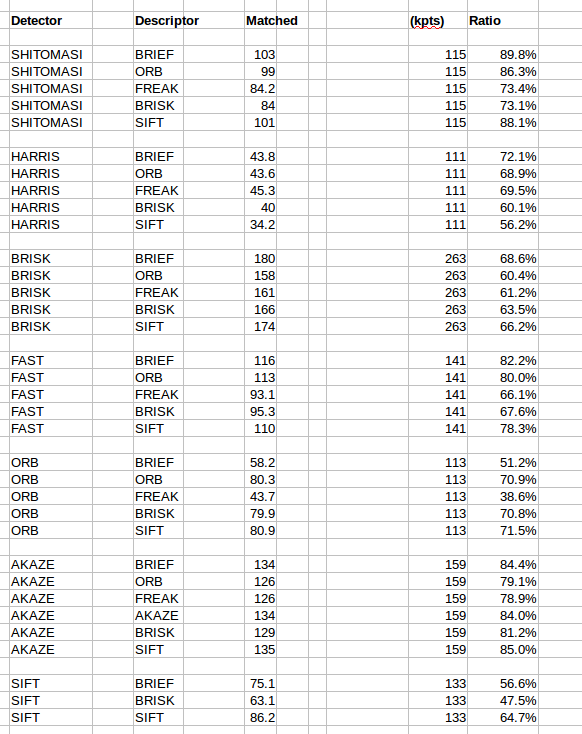 Detector Descriptor Matched (kpts) Ratio
SHITOMASI BRIEF 103 115 89.8%
SHITOMASI ORB 99 115 86.3%
SHITOMASI FREAK 84.2 115 73.4%
SHITOMASI BRISK 84 115 73.1%
SHITOMASI SIFT 101 115 88.1%
HARRIS BRIEF 43.8 111 72.1%
HARRIS ORB 43.6 111 68.9%
HARRIS FREAK 45.3 111 69.5%
HARRIS BRISK 40 111 60.1%
HARRIS SIFT 34.2 111 56.2%
BRISK BRIEF 180 263 68.6%
BRISK ORB 158 263 60.4%
BRISK FREAK 161 263 61.2%
BRISK BRISK 166 263 63.5%
BRISK SIFT 174 263 66.2%
FAST BRIEF 116 141 82.2%
FAST ORB 113 141 80.0%
FAST FREAK 93.1 141 66.1%
FAST BRISK 95.3 141 67.6%
FAST SIFT 110 141 78.3%
ORB BRIEF 58.2 113 51.2%
ORB ORB 80.3 113 70.9%
ORB FREAK 43.7 113 38.6%
ORB BRISK 79.9 113 70.8%
ORB SIFT 80.9 113 71.5%
AKAZE BRIEF 134 159 84.4%
AKAZE ORB 126 159 79.1%
AKAZE FREAK 126 159 78.9%
AKAZE AKAZE 134 159 84.0%
AKAZE BRISK 129 159 81.2%
AKAZE SIFT 135 159 85.0%
SIFT BRIEF 75.1 133 56.6%
SIFT BRISK 63.1 133 47.5%
SIFT SIFT 86.2 133 64.7%